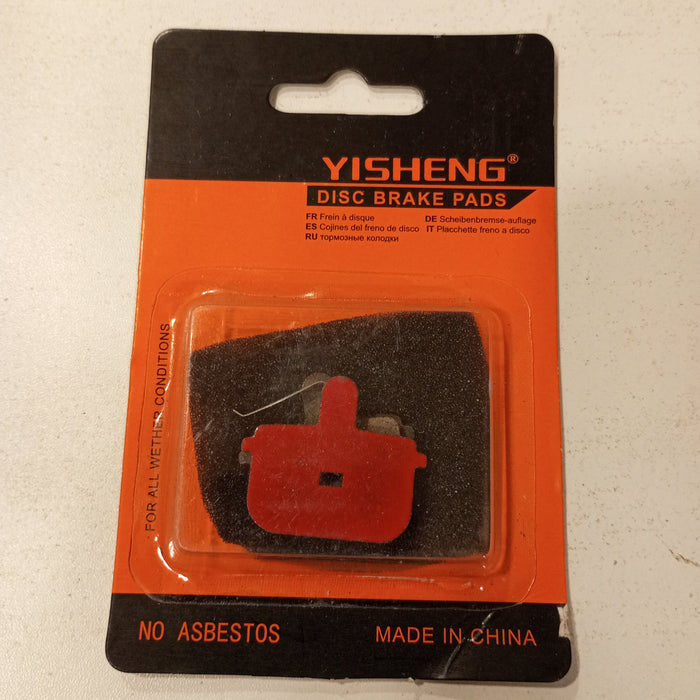 YISHENG®
DISC BRAKE PADS
FR Frein à disque DE Scheibenbremse-auflage
ES Cojines del freno de disco IT Placchette freno a disco
RU тормозные колодки
FOR ALL WETHER CONDITIONS
NO ASBESTOS MADE IN CHINA